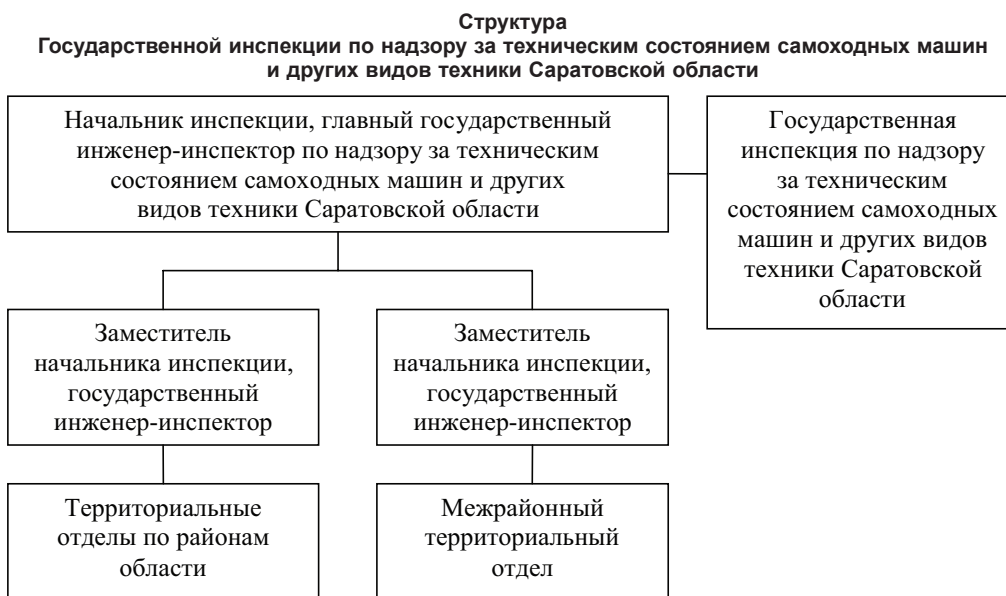 Структура
Государственной инспекции по надзору за техническим состоянием самоходных машин
и других видов техники Саратовской области
Начальник инспекции, главный государственный
инженер-инспектор по надзору за техническим
состоянием самоходных машин и других
видов техники Саратовской области
Государственная
инспекция по надзору
за техническим
состоянием самоходных
машин и других видов
техники Саратовской
области
Заместитель
начальника инспекции,
государственный
инженер-инспектор
Заместитель
начальника инспекции,
государственный
инженер-инспектор
Территориальные
отделы по районам
области
Межрайонный
территориальный
отдел